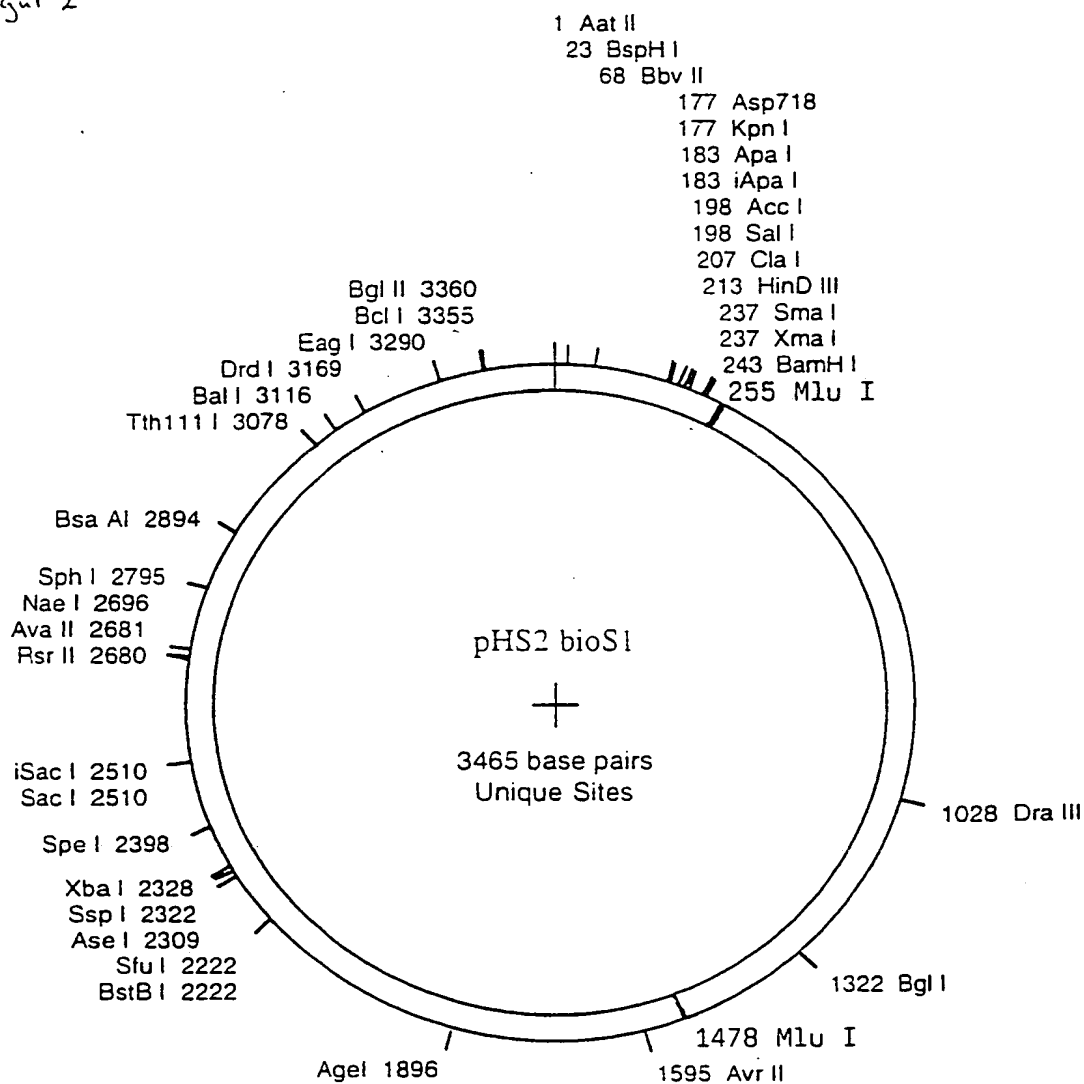 2
1 Aat II
23 BspH I
68 Bbv II
177 Asp718
177 Kpn I
183 Apa I
183 iApa I
198 Acc I
198 Sal I
207 Cla I
213 HinD III
237 Sma I
237 Xma I
243 BamH I
255 Mlu I
1028 Dra III
1322 Bgl I
1478 Mlu I
1595 Avr II
AgeI 1896
BstB I 2222
Sfu I 2222
Ase I 2309
Ssp I 2322
Xba I 2328
Spe I 2398
Sac I 2510
iSac I 2510
Rsr II 2680
Ava II 2681
Nae I 2696
Sph I 2795
Bsa AI 2894
Tth111 I 3078
Bal I 3116
Drd I 3169
Eag I 3290
Bcl I 3355
Bgl II 3360
pHS2 bioS1
3465 base pairs
Unique Sites